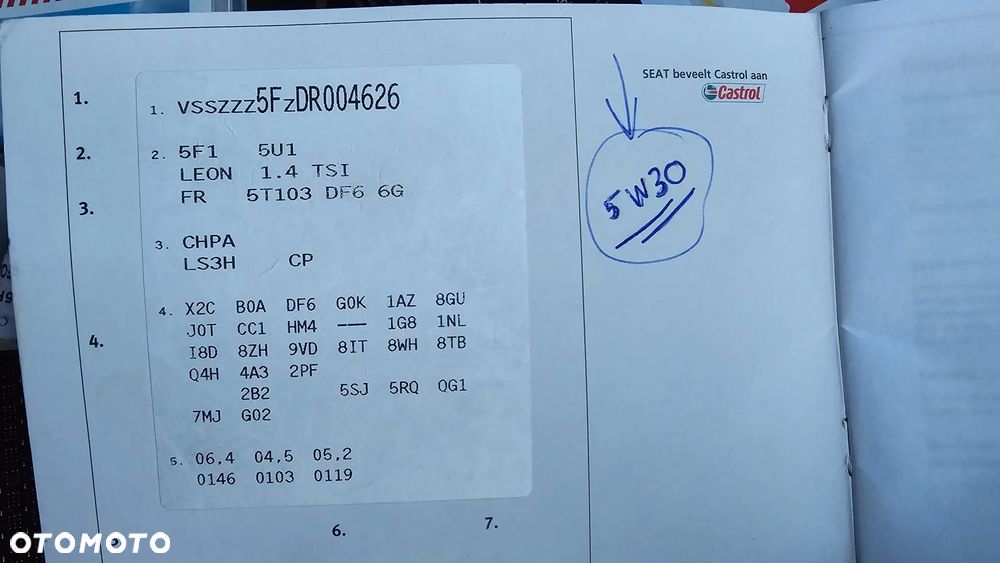 SEAT beveelt Castrol aan
Castrol
5W30
1.
2.
3.
4.
1. VSSZZZ5FZDR004626
2. 5F1 5U1
LEON 1.4 TSI
FR 5T103 DF6 6G
3. CHPA
LS3H CP
4. X2C B0A DF6 G0K 1AZ 8GU
J0T CC1 HM4 --- 1G8 1NL
I8D 8ZH 9VD 8IT 8WH 8TB
Q4H 4A3 2PF
2B2 5SJ 5RQ QG1
7MJ G02
5. 06,4 04,5 05,2
0146 0103 0119
6.
7.
OTOMOTO